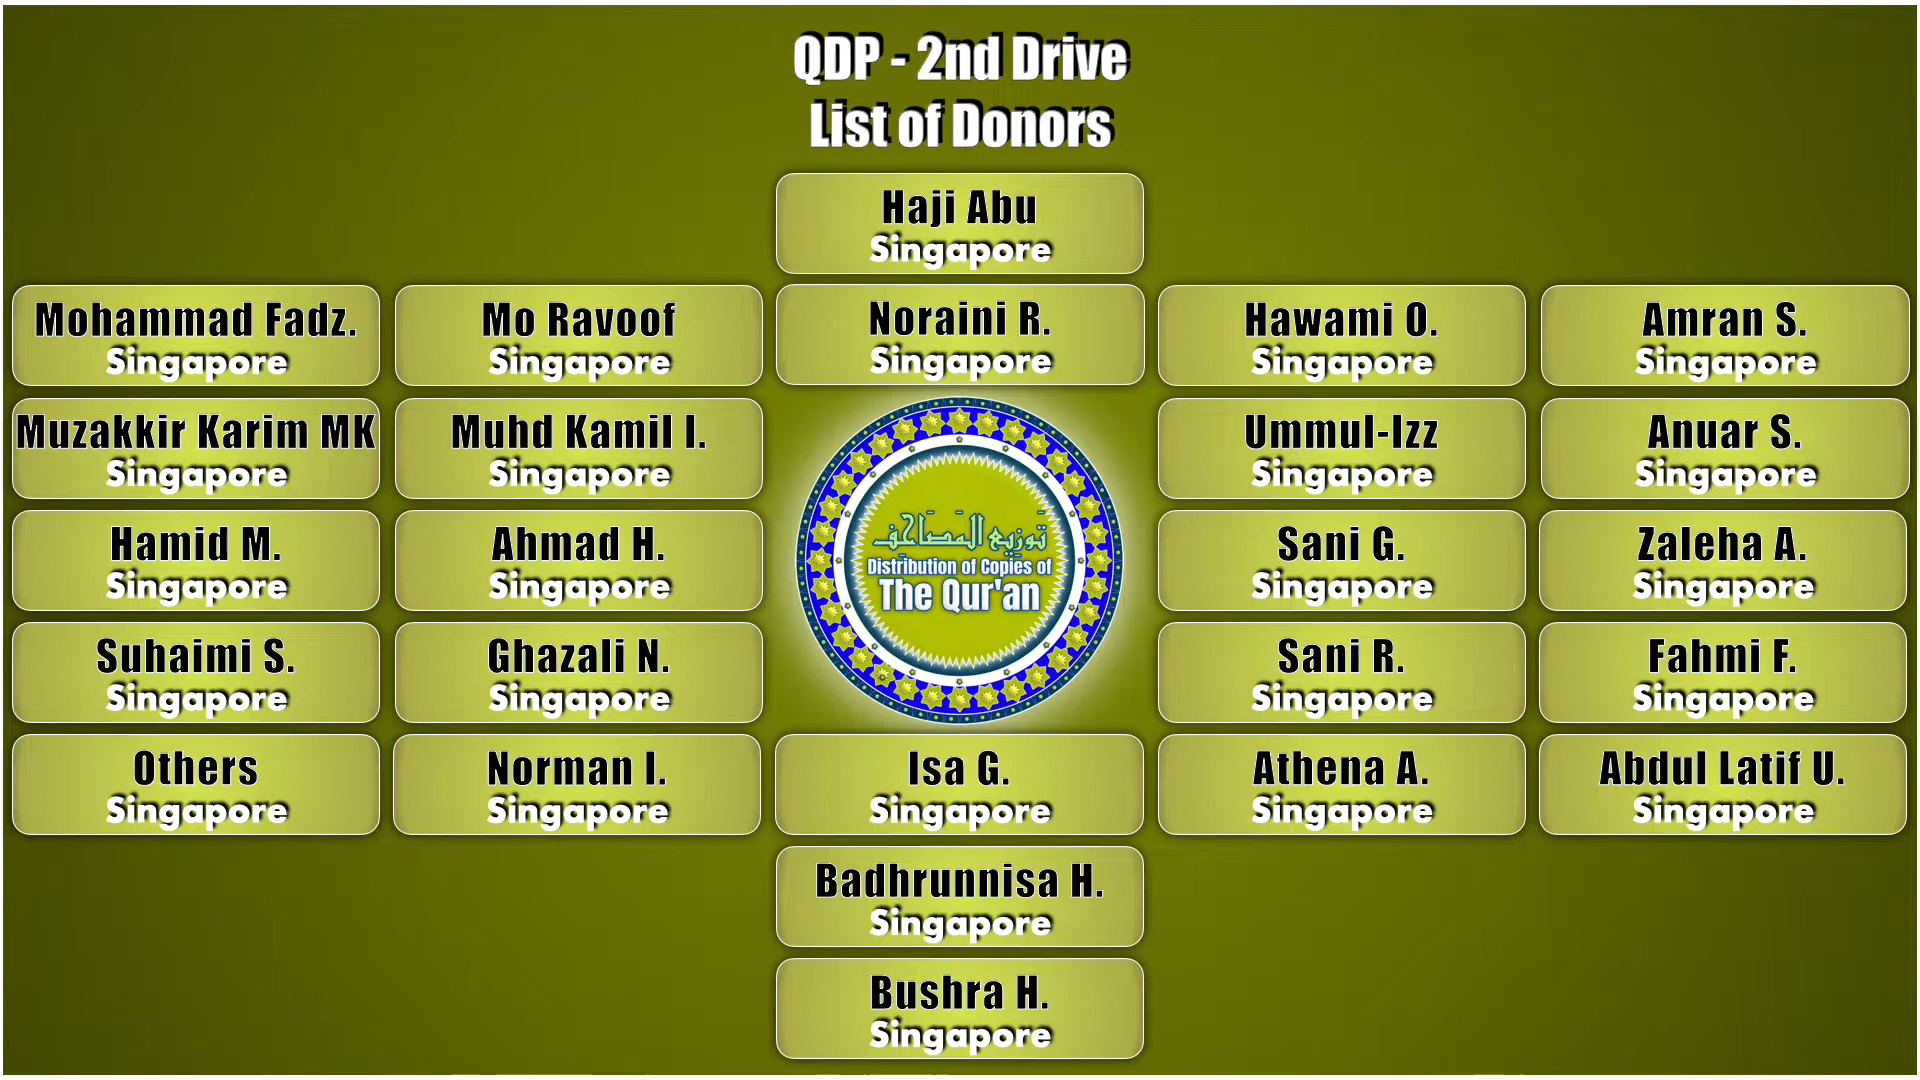 QDP - 2nd Drive
List of Donors
Haji Abu
Singapore
Mohammad Fadz.
Singapore
Mo Ravoof
Singapore
Noraini R.
Singapore
Hawami O.
Singapore
Amran S.
Singapore
Muzakkir Karim MK
Singapore
Muhd Kamil I.
Singapore
Ummul-Izz
Singapore
Anuar S.
Singapore
تَوزيع المَصَاحَف
Distribution of Copies of
The Qur'an
Hamid M.
Singapore
Ahmad H.
Singapore
Sani G.
Singapore
Zaleha A.
Singapore
Suhaimi S.
Singapore
Ghazali N.
Singapore
Sani R.
Singapore
Fahmi F.
Singapore
Others
Singapore
Norman I.
Singapore
Isa G.
Singapore
Athena A.
Singapore
Abdul Latif U.
Singapore
Badhrunnisa H.
Singapore
Bushra H.
Singapore